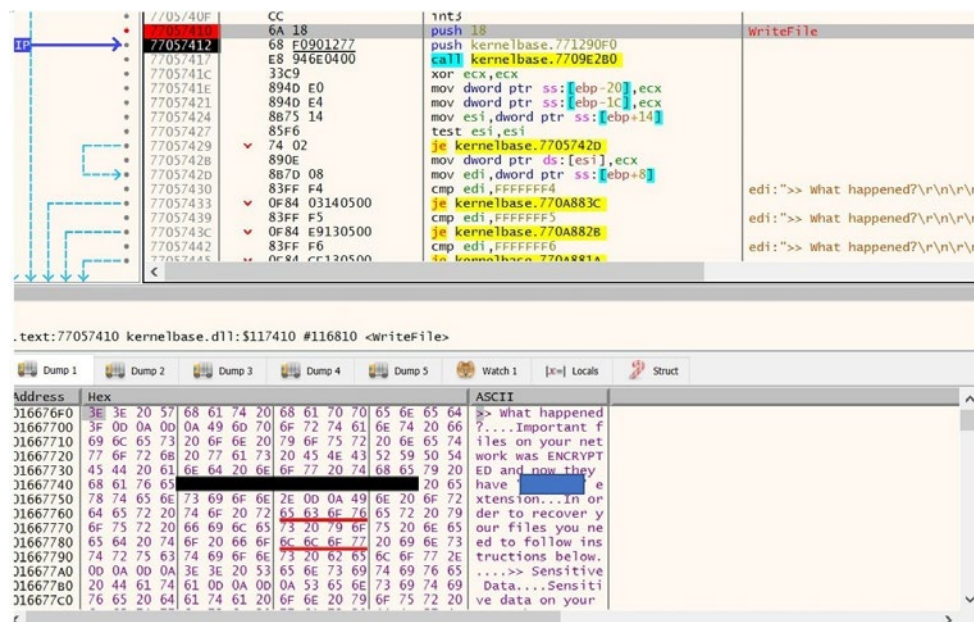 7705740F CC int3
77057410 6A 18 push 18 WriteFile
IP 77057412 68 F0901277 push kernelbase.771290F0
77057417 E8 946E0400 call kernelbase.7709E2B0
7705741C 33C9 xor ecx,ecx
7705741E 894D E0 mov dword ptr ss:[ebp-20],ecx
77057421 894D E4 mov dword ptr ss:[ebp-1C],ecx
77057424 8B75 14 mov esi,dword ptr ss:[ebp+14]
77057427 85F6 test esi,esi
77057429 74 02 je kernelbase.7705742D
7705742B 890E mov dword ptr ds:[esi],ecx
7705742D 8B7D 08 mov edi,dword ptr ss:[ebp+8]
77057430 83FF F4 cmp edi,FFFFFFF4 edi:">> What happened?\r\n\r\
77057433 0F84 03140500 je kernelbase.770A883C
77057439 83FF F5 cmp edi,FFFFFFF5 edi:">> What happened?\r\n\r\
7705743C 0F84 E9130500 je kernelbase.770A882B
77057442 83FF F6 cmp edi,FFFFFFF6 edi:">> What happened?\r\n\r\
77057445 0F84 CF130500 je kernelbase.770A881A
.text:77057410 kernelbase.dll:$117410 #116810 <WriteFile>
Dump 1 Dump 2 Dump 3 Dump 4 Dump 5 Watch 1 [x=] Locals Struct
Address Hex ASCII
016676F0 3E 3E 20 57 68 61 74 20 68 61 70 70 65 6E 65 64 >> What happened
01667700 3F 0D 0A 0D 0A 49 6D 70 6F 72 74 61 6E 74 20 66 ?....Important f
01667710 69 6C 65 73 20 6F 6E 20 79 6F 75 72 20 6E 65 74 iles on your net
01667720 77 6F 72 6B 20 77 61 73 20 45 4E 43 52 59 50 54 work was ENCRYPT
01667730 45 44 20 61 6E 64 20 6E 6F 77 20 74 68 65 79 20 ED and now they
01667740 68 61 76 65 20 65 have e
01667750 78 74 65 6E 73 69 6F 6E 2E 0D 0A 49 6E 20 6F 72 xtension...In or
01667760 64 65 72 20 74 6F 20 72 65 63 6F 76 65 72 20 79 der to recover y
01667770 6F 75 72 20 66 69 6C 65 73 20 79 6F 75 20 6E 65 our files you ne
01667780 65 64 20 74 6F 20 66 6F 6C 6C 6F 77 20 69 6E 73 ed to follow ins
01667790 74 72 75 63 74 69 6F 6E 73 20 62 65 6C 6F 77 2E tructions below.
016677A0 0D 0A 0D 0A 3E 3E 20 53 65 6E 73 69 74 69 76 65 ....>> Sensitive
016677B0 20 44 61 74 61 0D 0A 0D 0A 53 65 6E 73 69 74 69 Data....Sensiti
016677C0 76 65 20 64 61 74 61 20 6F 6E 20 79 6F 75 72 20 ve data on your